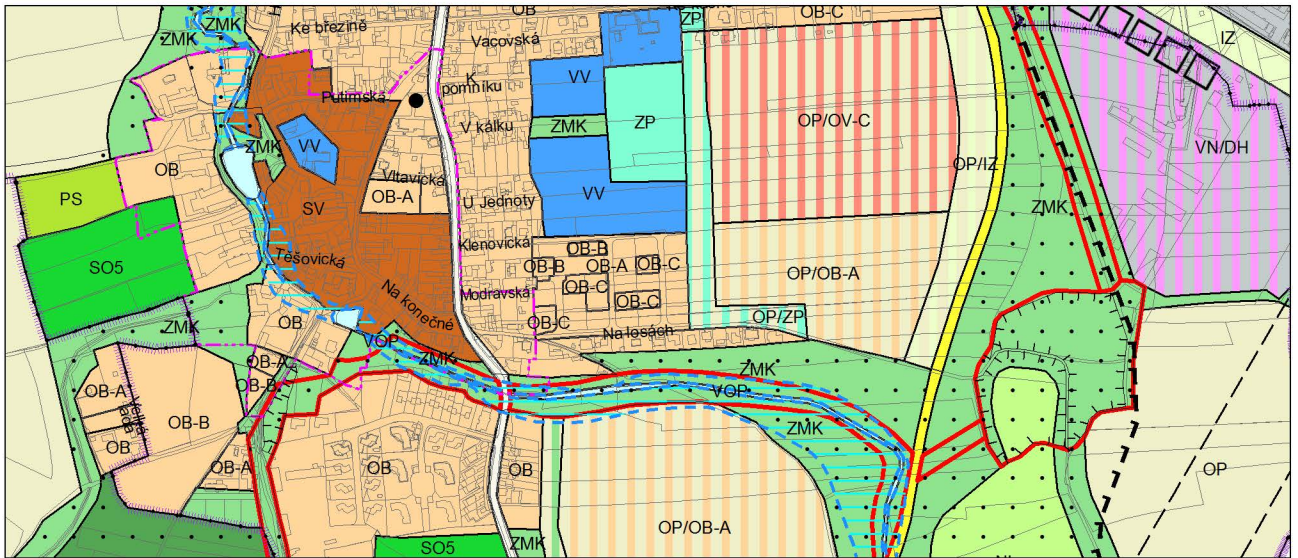 ZMK
OB
ZP
OB-C
ZMK
Ke březině
Vacovská
IZ
VV
K
pomníku
Putimská
V kálku
ZMK
ZP
OP/OV-C
ZMK
VV
VN/DH
OB
OP/IZ
Vltavická
PS
OB-A
U Jednoty
VV
ZMK
SV
Klenovická
OB-B
Těšovická
OB-B
OB-A
OB-C
SO5
OP/OB-A
OB-C
Modravská
Na konečné
OB-C
OP/ZP
OB-C
ZMK
OB
Na losách
VOP
ZMK
OB-A
ZMK
OB-A
OB-B
VOP
OB-B
ZMK
OB
OB-A
OB
OB
OP
OP/OB-A
SO5
ZMK